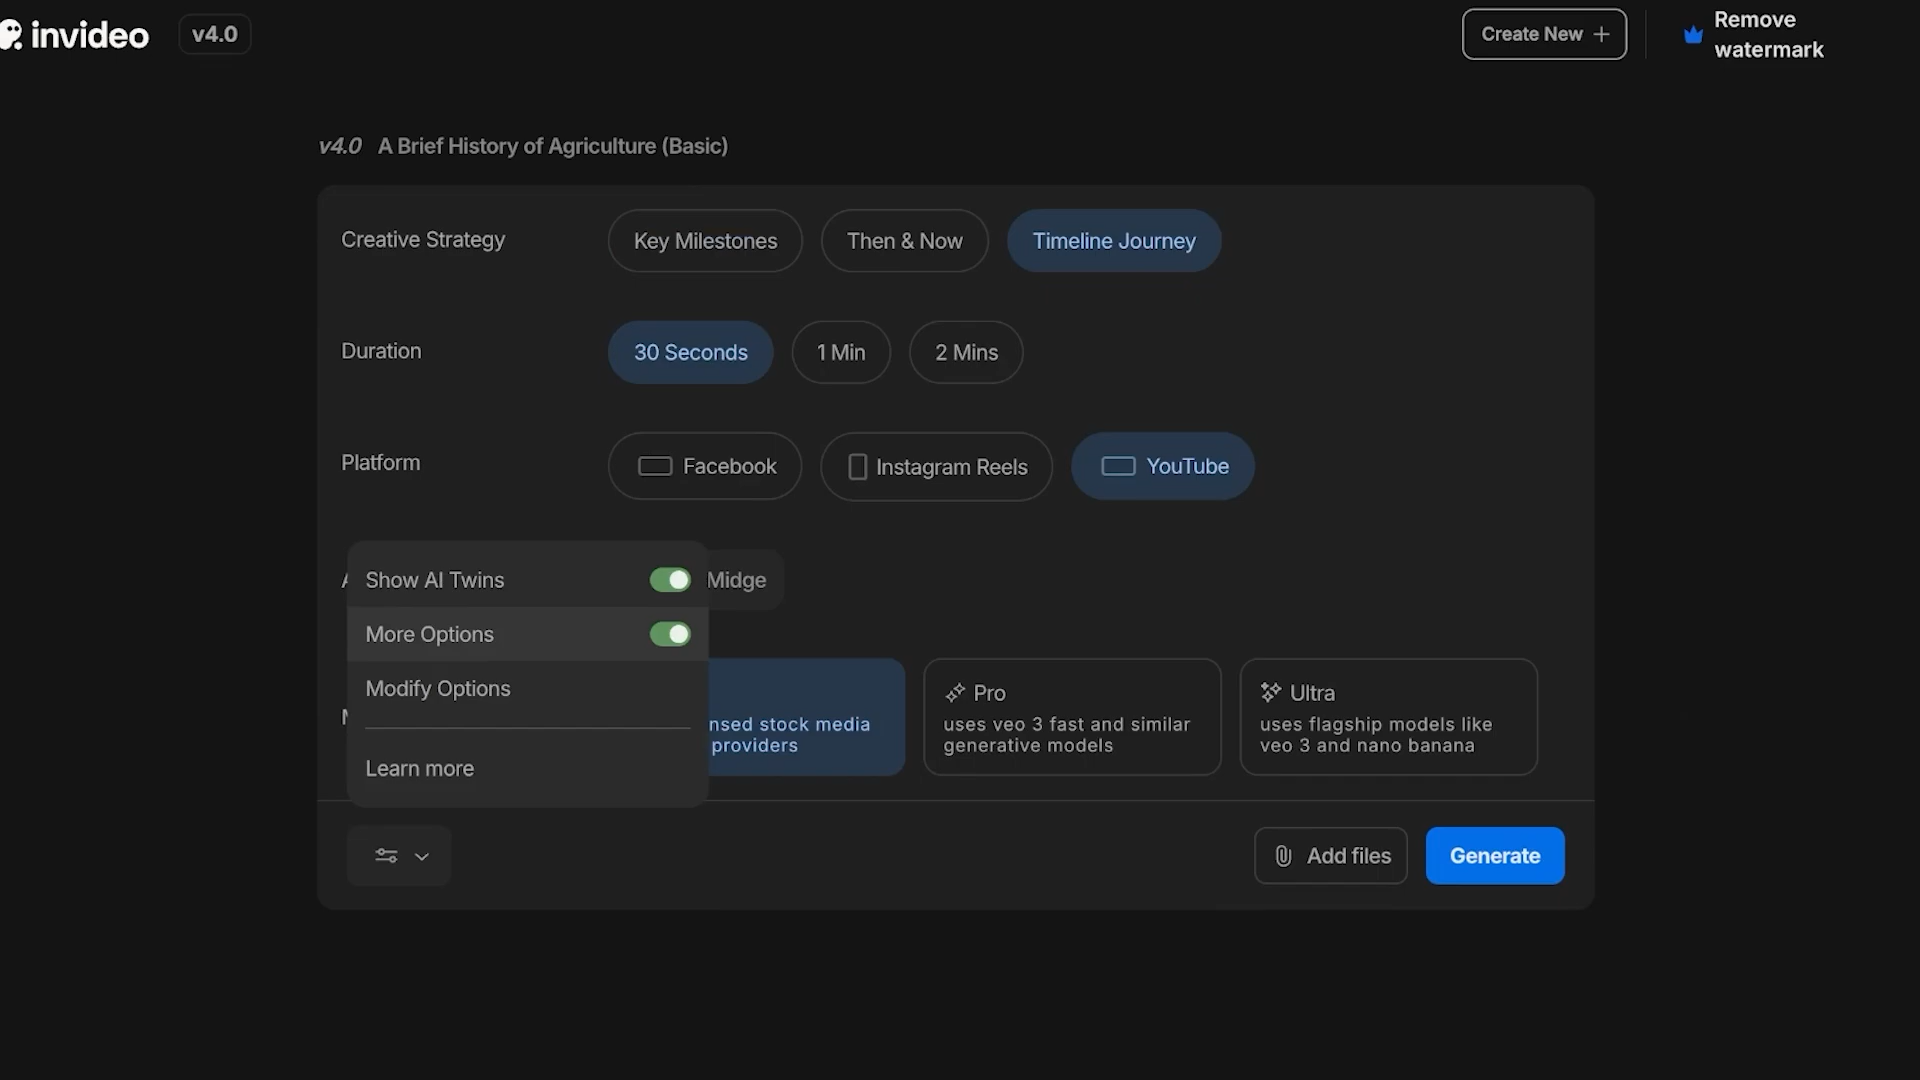 invideo
v4.0
Create New
Remove
watermark
v4.0 A Brief History of Agriculture (Basic)
Creative Strategy
Key Milestones
Then & Now
Timeline Journey
Duration
30 Seconds
1 Min
2 Mins
Platform
Facebook
Instagram Reels
YouTube
Show AI Twins
Midge
More Options
Modify Options
Learn more
stock media
providers
Pro
uses veo 3 fast and similar
generative models
Ultra
uses flagship models like
veo 3 and nano banana
Add files
Generate